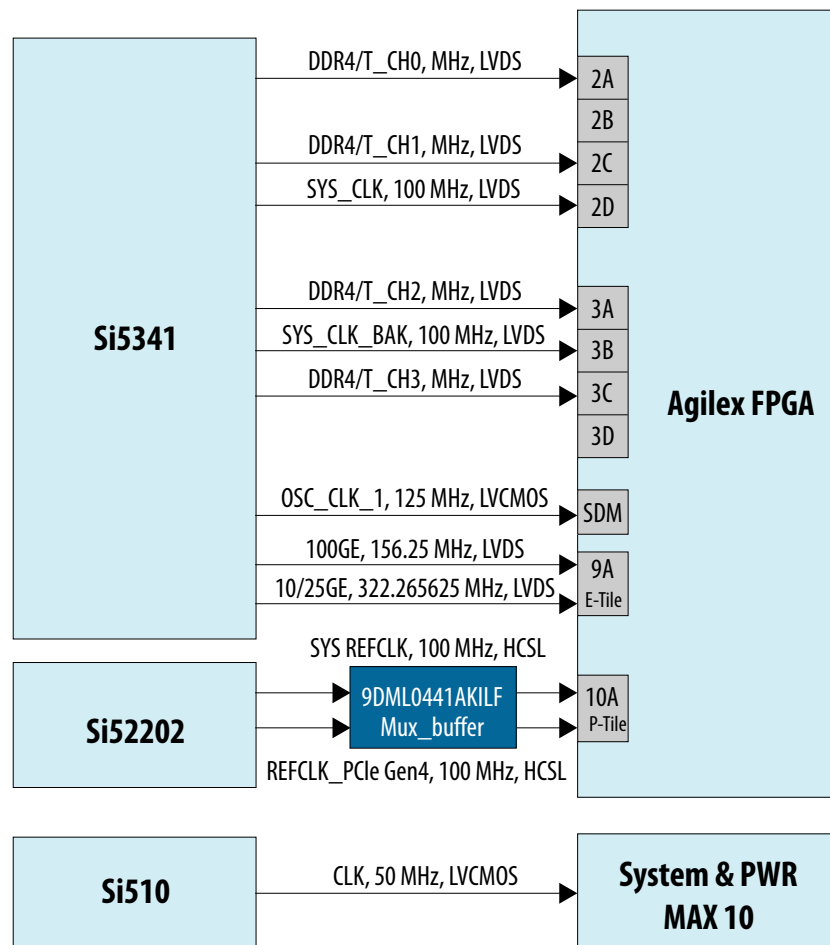 DDR4/T_CH0, MHz, LVDS
2A
2B
DDR4/T_CH1, MHz, LVDS
2C
SYS_CLK, 100 MHz, LVDS
2D
DDR4/T_CH2, MHz, LVDS
3A
Si5341
SYS_CLK_BAK, 100 MHz, LVDS
3B
DDR4/T_CH3, MHz, LVDS
3C
Agilex FPGA
3D
OSC_CLK_1, 125 MHz, LVCMOS
SDM
100GE, 156.25 MHz, LVDS
9A
10/25GE, 322.265625 MHz, LVDS
E-Tile
SYS REFCLK, 100 MHz, HCSL
9DML0441AKILF
Mux_buffer
10A
P-Tile
Si52202
REFCLK_PCIe Gen4, 100 MHz, HCSL
Si510
CLK, 50 MHz, LVCMOS
System & PWR
MAX 10